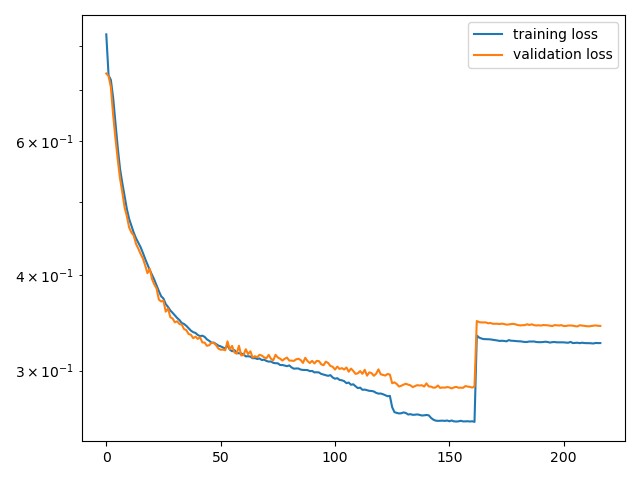 training loss
validation loss
6 × 10⁻¹
4 × 10⁻¹
3 × 10⁻¹
0 50 100 150 200